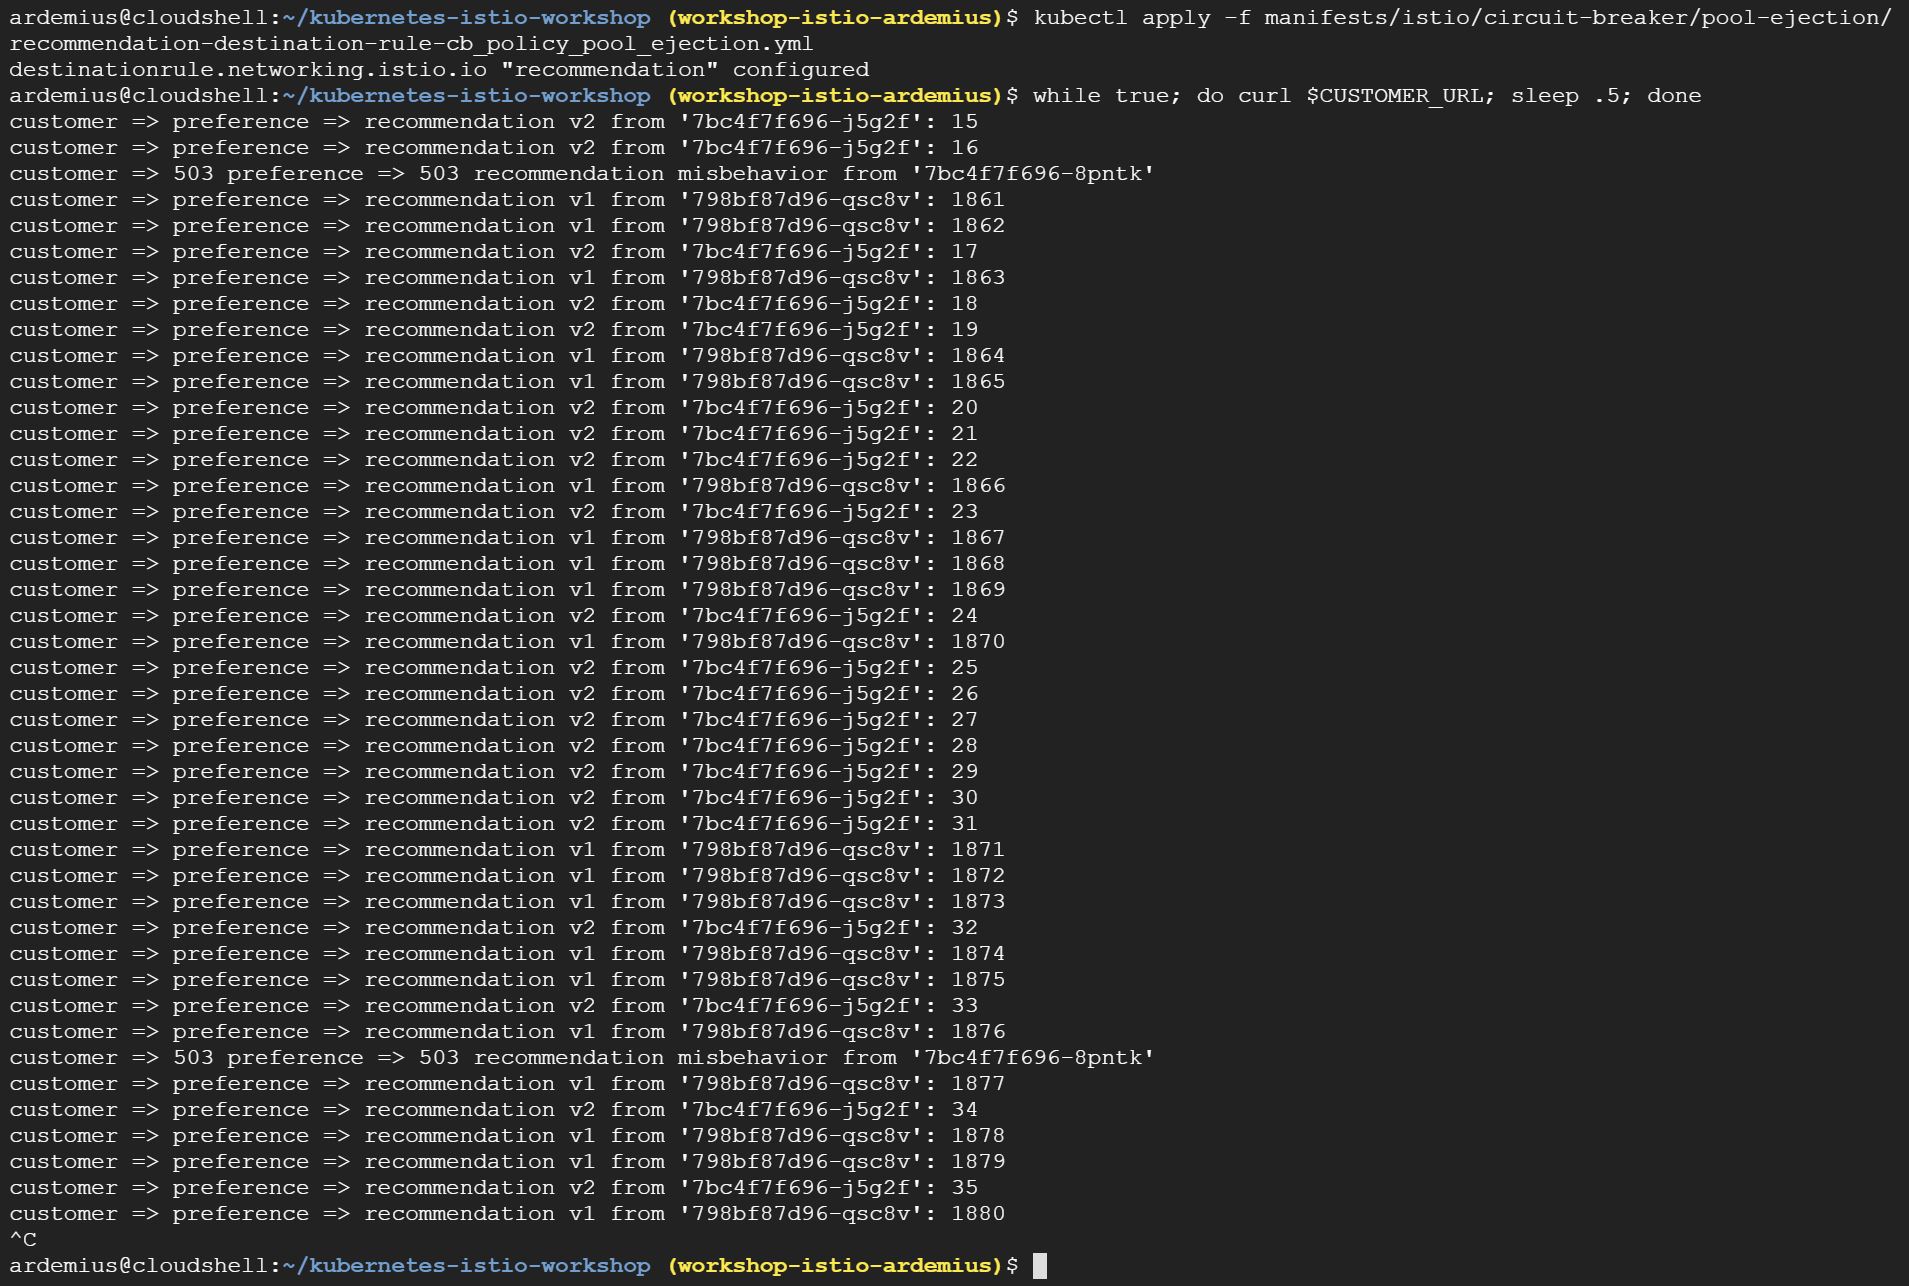 ardemius@cloudshell:~/kubernetes-istio-workshop (workshop-istio-ardemius)$ kubectl apply -f manifests/istio/circuit-breaker/pool-ejection/
recommendation-destination-rule-cb_policy_pool_ejection.yml
destinationrule.networking.istio.io "recommendation" configured
ardemius@cloudshell:~/kubernetes-istio-workshop (workshop-istio-ardemius)$ while true; do curl $CUSTOMER_URL; sleep .5; done
customer => preference => recommendation v2 from '7bc4f7f696-j5g2f': 15
customer => preference => recommendation v2 from '7bc4f7f696-j5g2f': 16
customer => 503 preference => 503 recommendation misbehavior from '7bc4f7f696-8pntk'
customer => preference => recommendation v1 from '798bf87d96-qsc8v': 1861
customer => preference => recommendation v1 from '798bf87d96-qsc8v': 1862
customer => preference => recommendation v2 from '7bc4f7f696-j5g2f': 17
customer => preference => recommendation v1 from '798bf87d96-qsc8v': 1863
customer => preference => recommendation v2 from '7bc4f7f696-j5g2f': 18
customer => preference => recommendation v2 from '7bc4f7f696-j5g2f': 19
customer => preference => recommendation v1 from '798bf87d96-qsc8v': 1864
customer => preference => recommendation v1 from '798bf87d96-qsc8v': 1865
customer => preference => recommendation v2 from '7bc4f7f696-j5g2f': 20
customer => preference => recommendation v2 from '7bc4f7f696-j5g2f': 21
customer => preference => recommendation v2 from '7bc4f7f696-j5g2f': 22
customer => preference => recommendation v1 from '798bf87d96-qsc8v': 1866
customer => preference => recommendation v2 from '7bc4f7f696-j5g2f': 23
customer => preference => recommendation v1 from '798bf87d96-qsc8v': 1867
customer => preference => recommendation v1 from '798bf87d96-qsc8v': 1868
customer => preference => recommendation v1 from '798bf87d96-qsc8v': 1869
customer => preference => recommendation v2 from '7bc4f7f696-j5g2f': 24
customer => preference => recommendation v1 from '798bf87d96-qsc8v': 1870
customer => preference => recommendation v2 from '7bc4f7f696-j5g2f': 25
customer => preference => recommendation v2 from '7bc4f7f696-j5g2f': 26
customer => preference => recommendation v2 from '7bc4f7f696-j5g2f': 27
customer => preference => recommendation v2 from '7bc4f7f696-j5g2f': 28
customer => preference => recommendation v2 from '7bc4f7f696-j5g2f': 29
customer => preference => recommendation v2 from '7bc4f7f696-j5g2f': 30
customer => preference => recommendation v2 from '7bc4f7f696-j5g2f': 31
customer => preference => recommendation v1 from '798bf87d96-qsc8v': 1871
customer => preference => recommendation v1 from '798bf87d96-qsc8v': 1872
customer => preference => recommendation v1 from '798bf87d96-qsc8v': 1873
customer => preference => recommendation v2 from '7bc4f7f696-j5g2f': 32
customer => preference => recommendation v1 from '798bf87d96-qsc8v': 1874
customer => preference => recommendation v1 from '798bf87d96-qsc8v': 1875
customer => preference => recommendation v2 from '7bc4f7f696-j5g2f': 33
customer => preference => recommendation v1 from '798bf87d96-qsc8v': 1876
customer => 503 preference => 503 recommendation misbehavior from '7bc4f7f696-8pntk'
customer => preference => recommendation v1 from '798bf87d96-qsc8v': 1877
customer => preference => recommendation v2 from '7bc4f7f696-j5g2f': 34
customer => preference => recommendation v1 from '798bf87d96-qsc8v': 1878
customer => preference => recommendation v1 from '798bf87d96-qsc8v': 1879
customer => preference => recommendation v2 from '7bc4f7f696-j5g2f': 35
customer => preference => recommendation v1 from '798bf87d96-qsc8v': 1880
^C
ardemius@cloudshell:~/kubernetes-istio-workshop (workshop-istio-ardemius)$